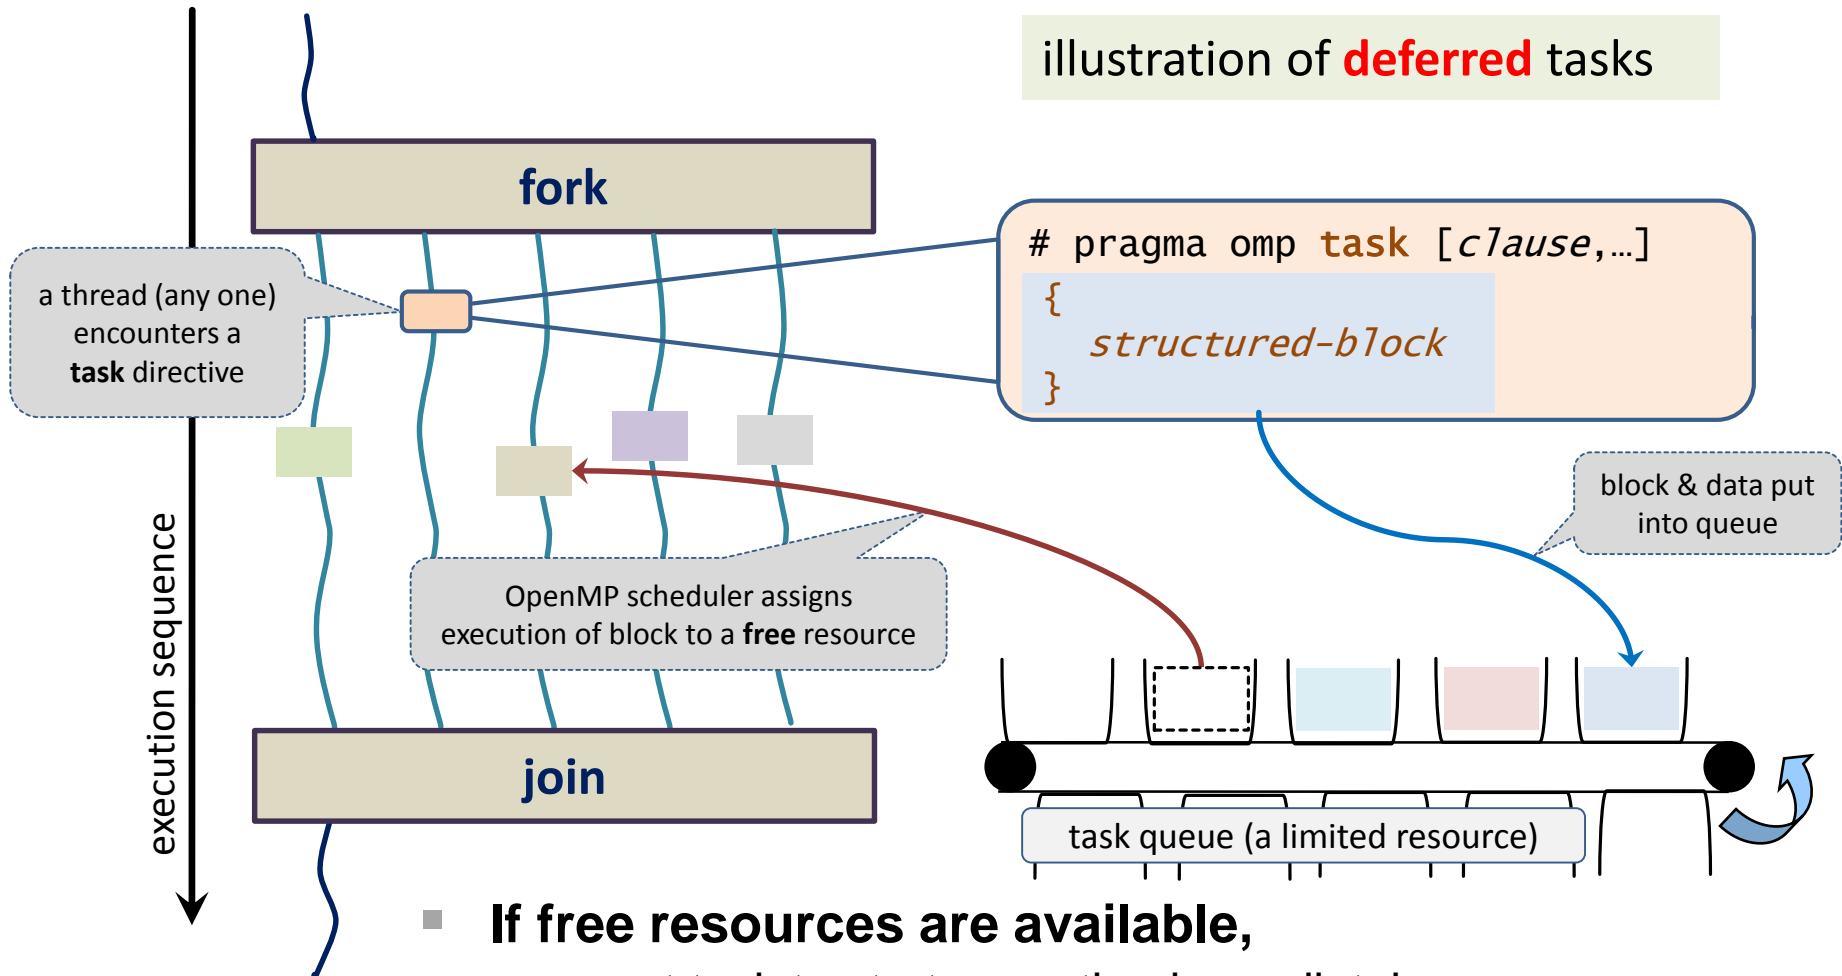 illustration of deferred tasks
fork
# pragma omp task [clause,…]
{
structured-block
}
a thread (any one)
encounters a
task directive
block & data put
into queue
OpenMP scheduler assigns
execution of block to a free resource
execution sequence
join
task queue (a limited resource)
If free resources are available,